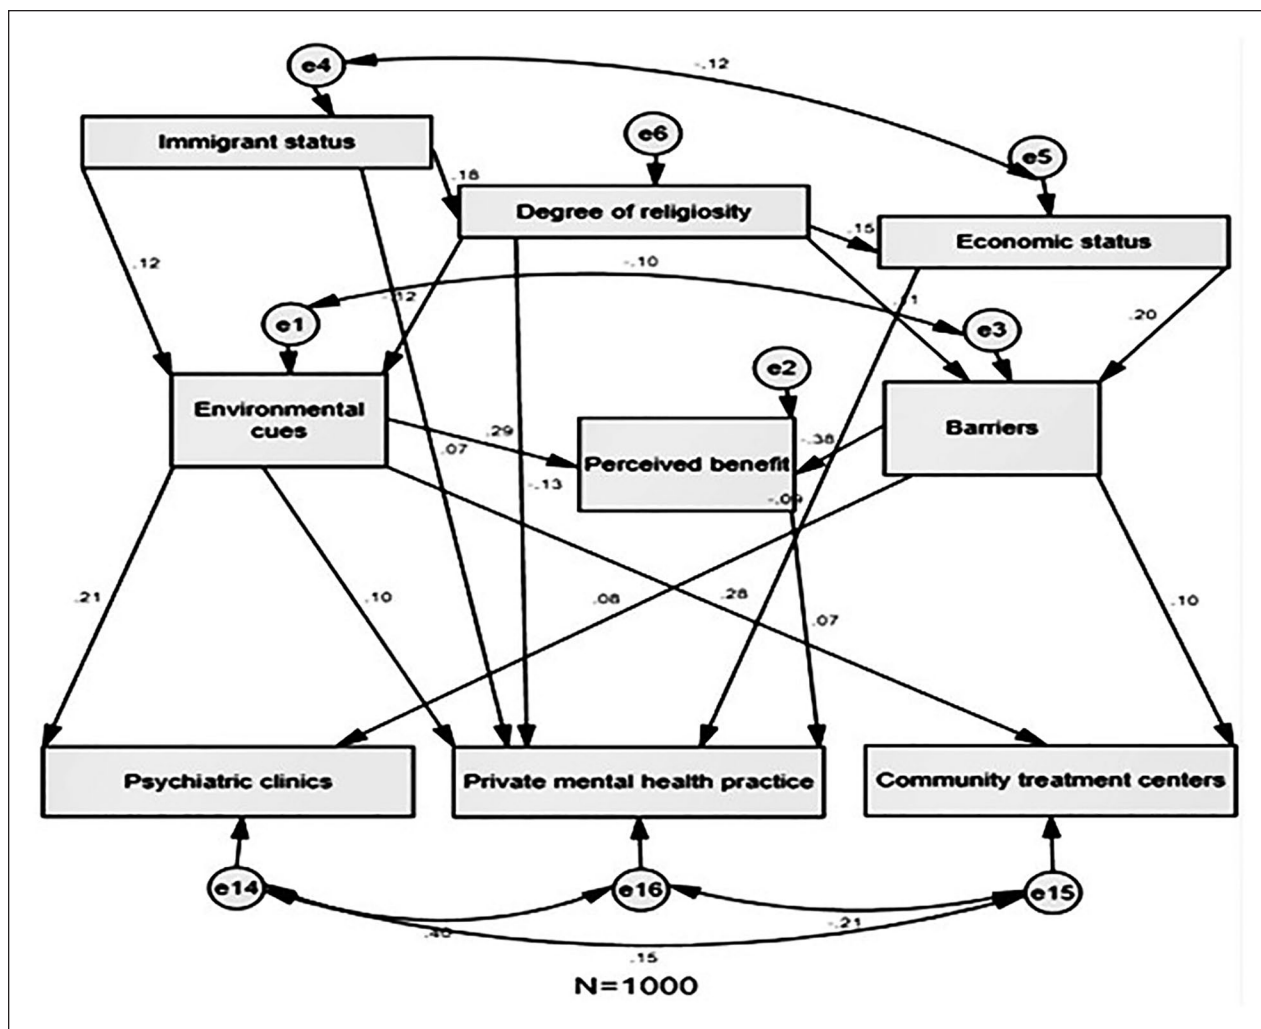 e4
-.12
Immigrant status
e6
e5
.18
Degree of religiosity
.15
Economic status
.12
-.10
-.12
.11
e1
e3
.20
e2
Environmental
cues
Barriers
.29
-.38
.07
Perceived benefit
-.13
-.09
.21
.10
.08
.28
.10
.07
Psychiatric clinics
Private mental health practice
Community treatment centers
e14
e16
e15
.40
-.21
.15
N=1000